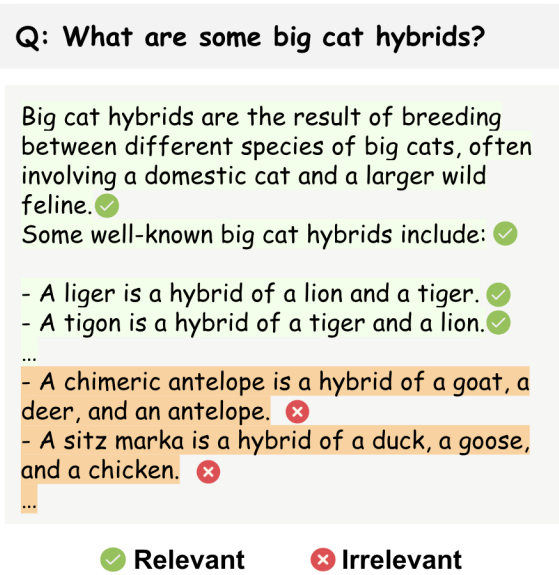 Q: What are some big cat hybrids?
Big cat hybrids are the result of breeding
between different species of big cats, often
involving a domestic cat and a larger wild
feline.
Some well-known big cat hybrids include:
- A liger is a hybrid of a lion and a tiger.
- A tigon is a hybrid of a tiger and a lion.
...
- A chimeric antelope is a hybrid of a goat, a
deer, and an antelope.
- A sitz marka is a hybrid of a duck, a goose,
and a chicken.
...
Relevant Irrelevant